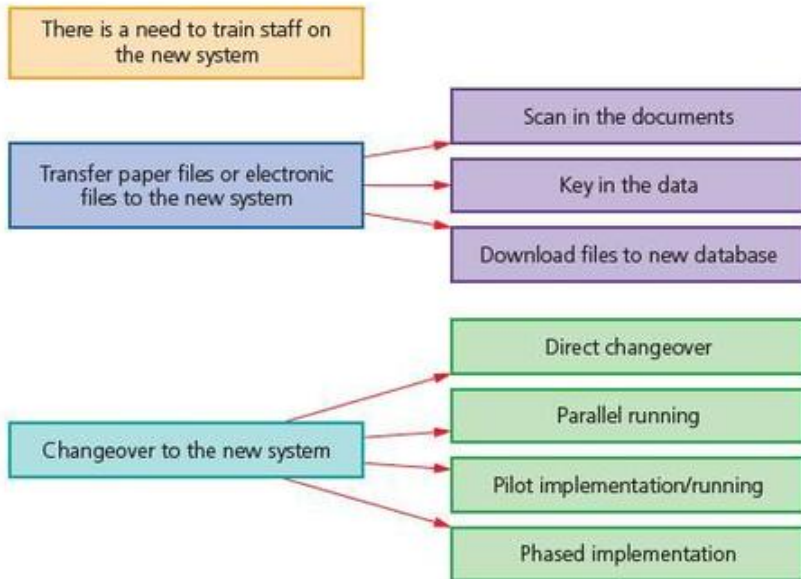 There is a need to train staff on
the new system
Transfer paper files or electronic
files to the new system
Scan in the documents
Key in the data
Download files to new database
Changeover to the new system
Direct changeover
Parallel running
Pilot implementation/running
Phased implementation